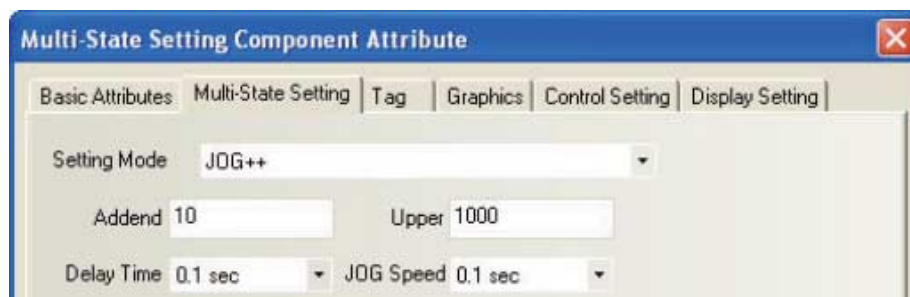 Multi-State Setting Component Attribute
Basic Attributes Multi-State Setting Tag Graphics Control Setting Display Setting
Setting Mode JOG++
Addend 10 Upper 1000
Delay Time 0.1 sec JOG Speed 0.1 sec